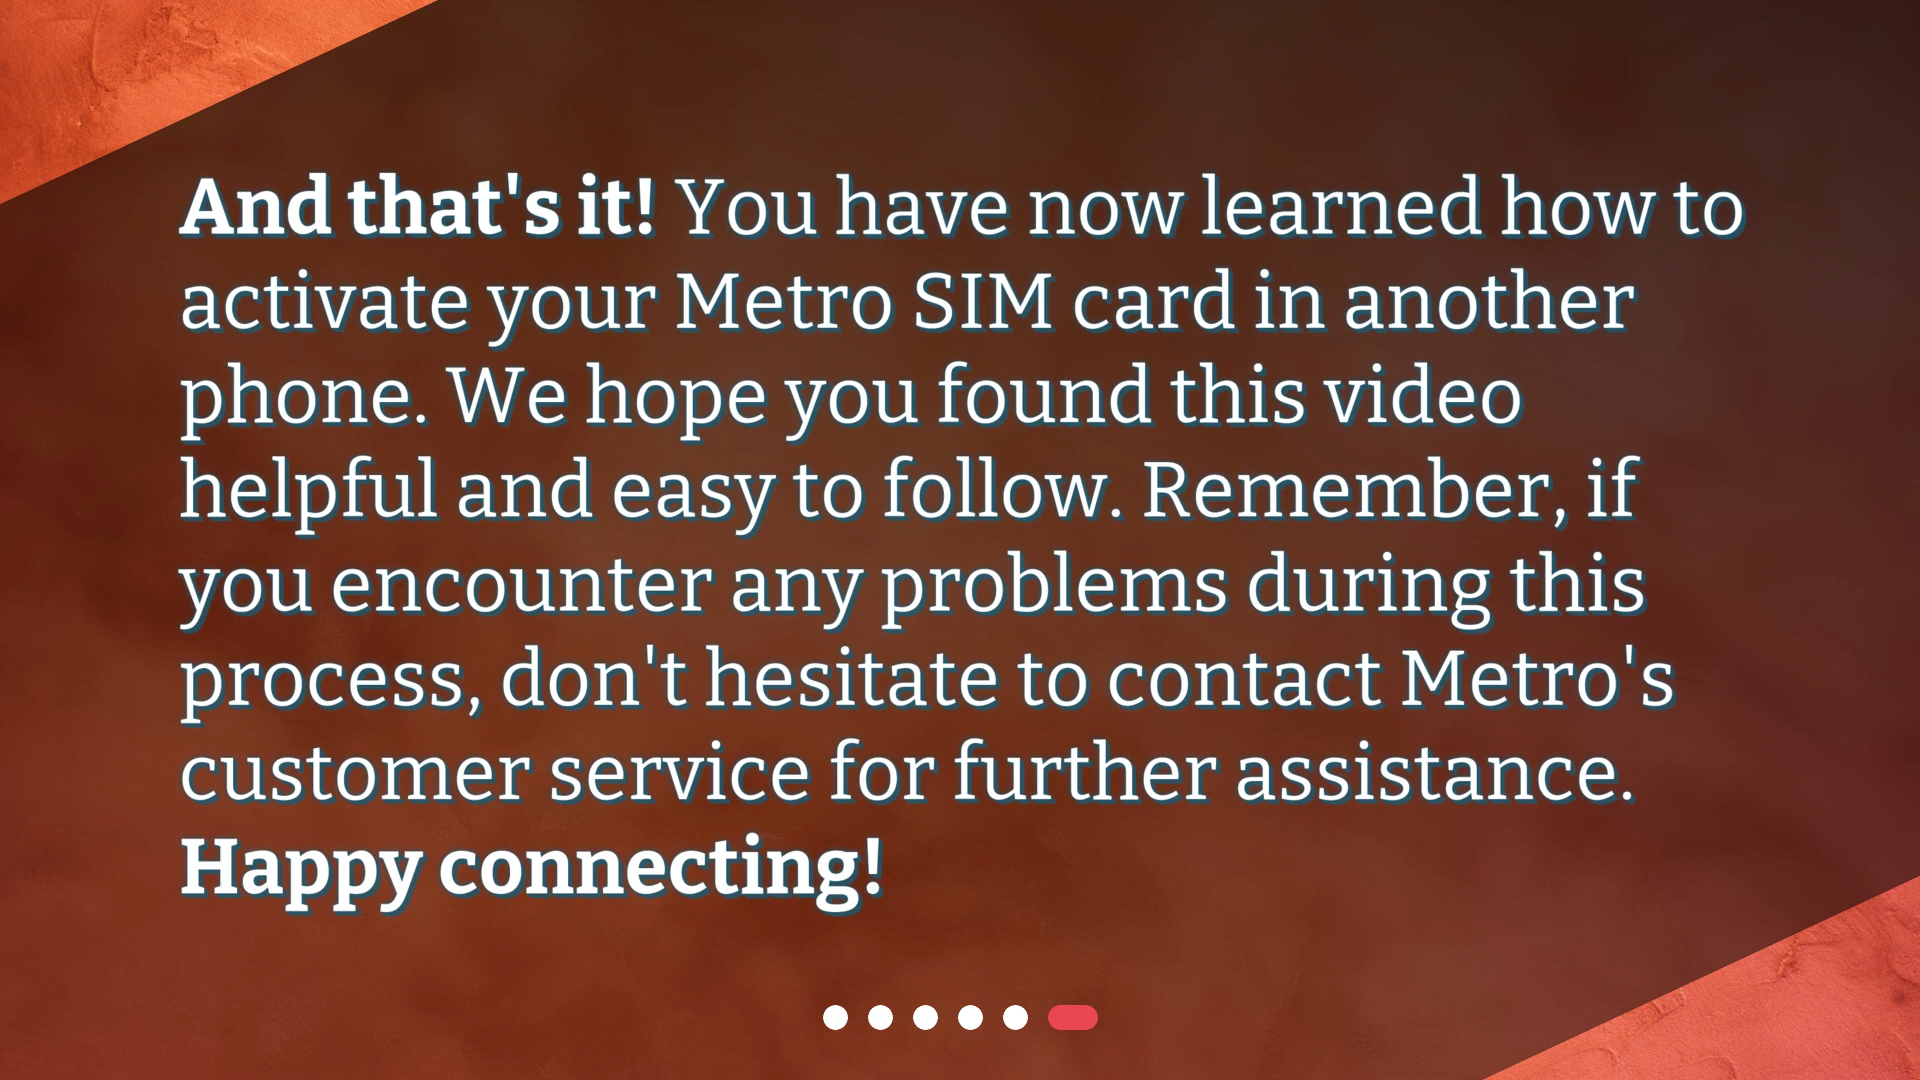 And that's it! You have now learned how to
activate your Metro SIM card in another
phone. We hope you found this video
helpful and easy to follow. Remember, if
you encounter any problems during this
process, don't hesitate to contact Metro's
customer service for further assistance.
Happy connecting!